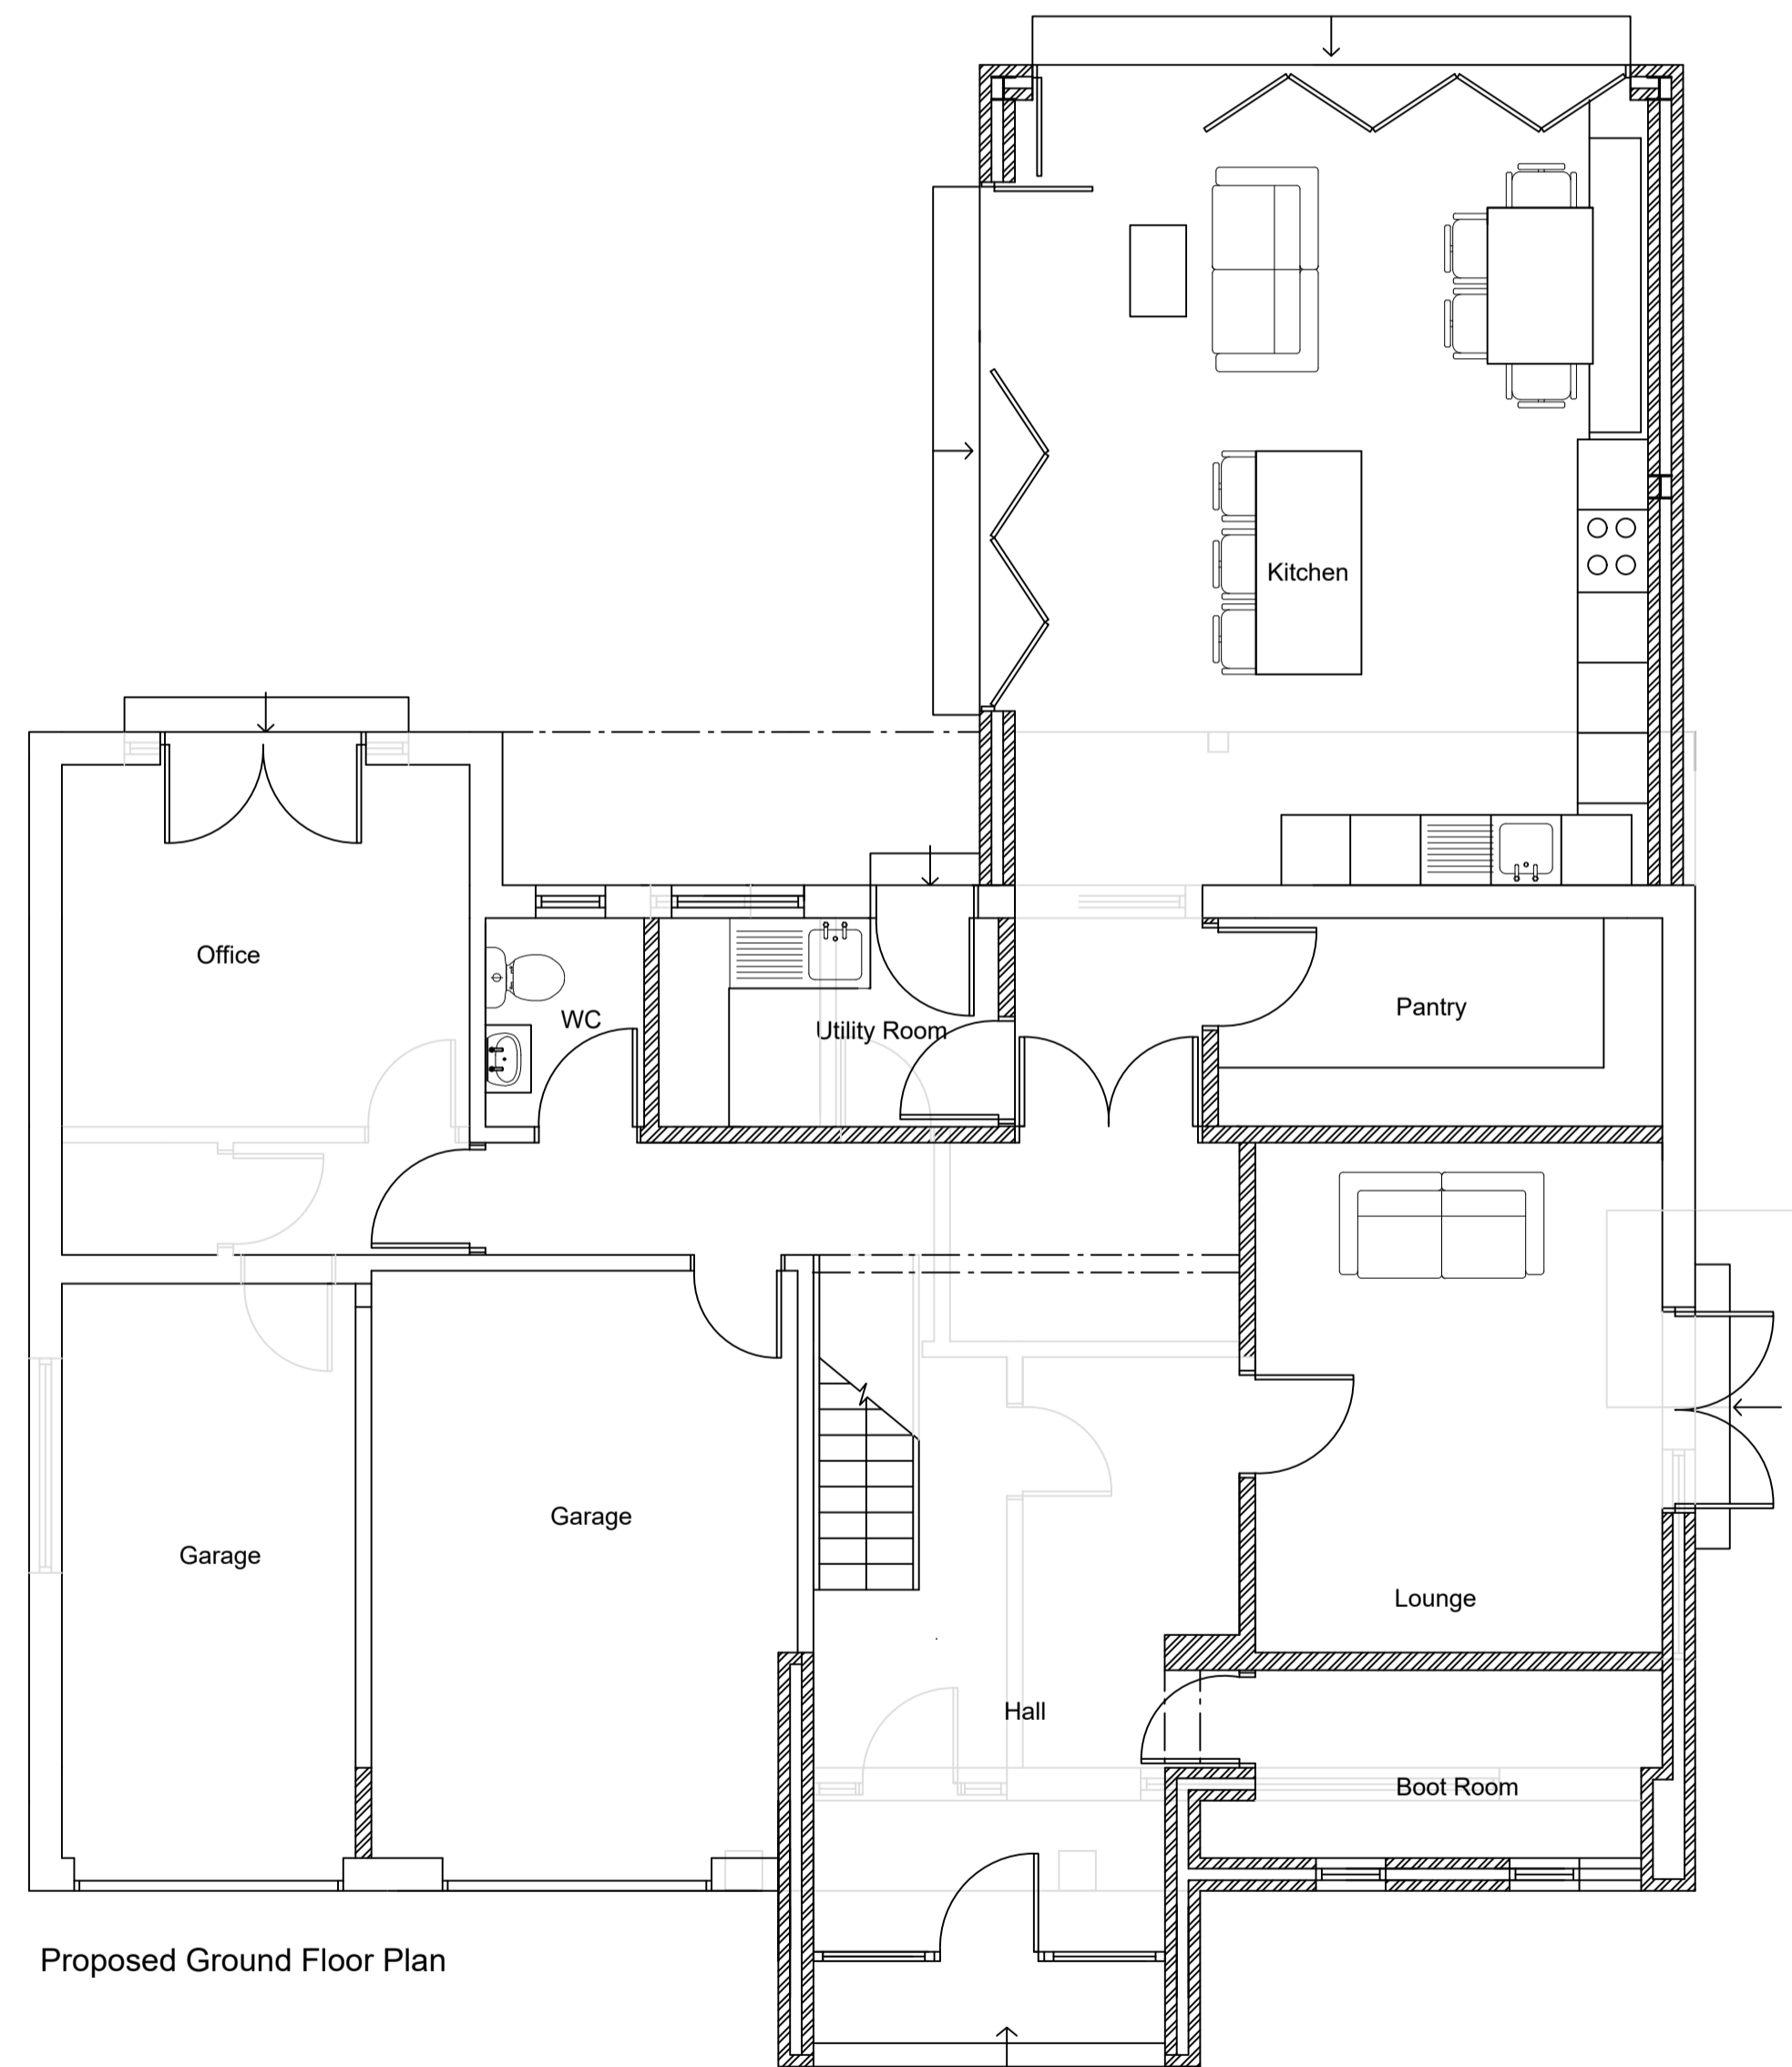 Kitchen
Office
WC
Utility Room
Pantry
Garage
Garage
Lounge
Hall
Boot Room
Proposed Ground Floor Plan